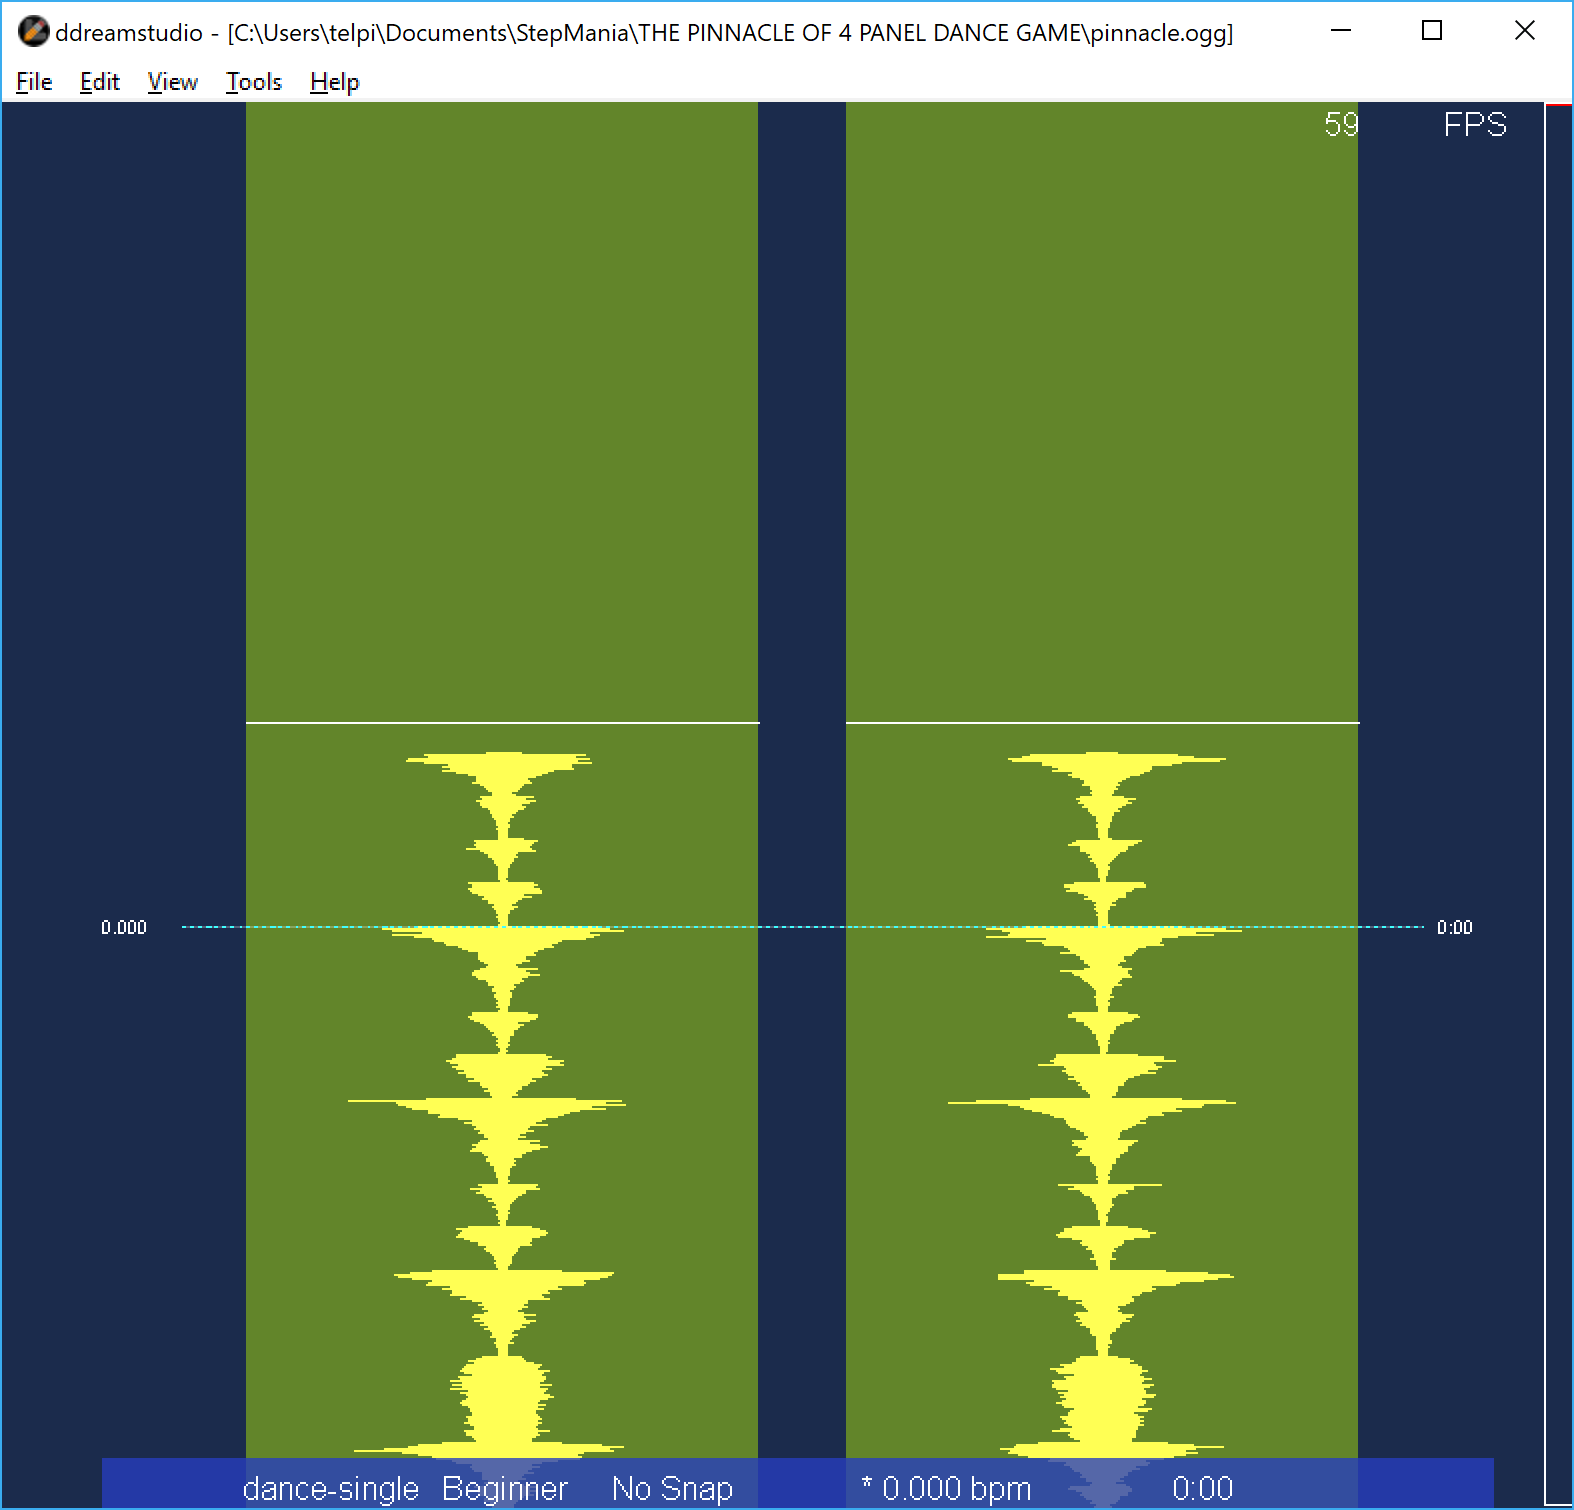 ddreamstudio - [C:\Users\telpi\Documents\StepMania\THE PINNACLE OF 4 PANEL DANCE GAME\pinnacle.ogg]
File Edit View Tools Help
59 FPS
0.000 0:00
dance-single Beginner No Snap * 0.000 bpm 0:00